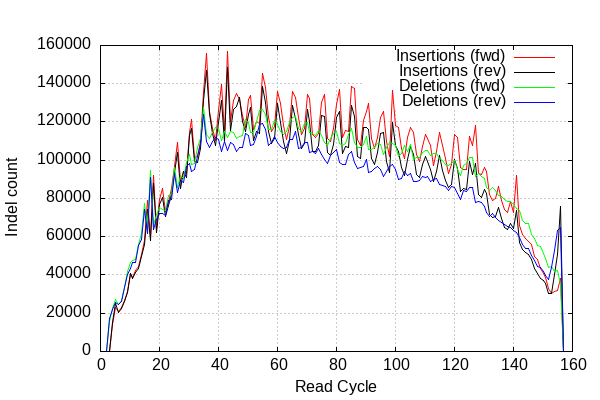 160000
140000
120000
100000
80000
60000
40000
20000
0
Indel count
Insertions (fwd)
Insertions (rev)
Deletions (fwd)
Deletions (rev)
0 20 40 60 80 100 120 140 160
Read Cycle